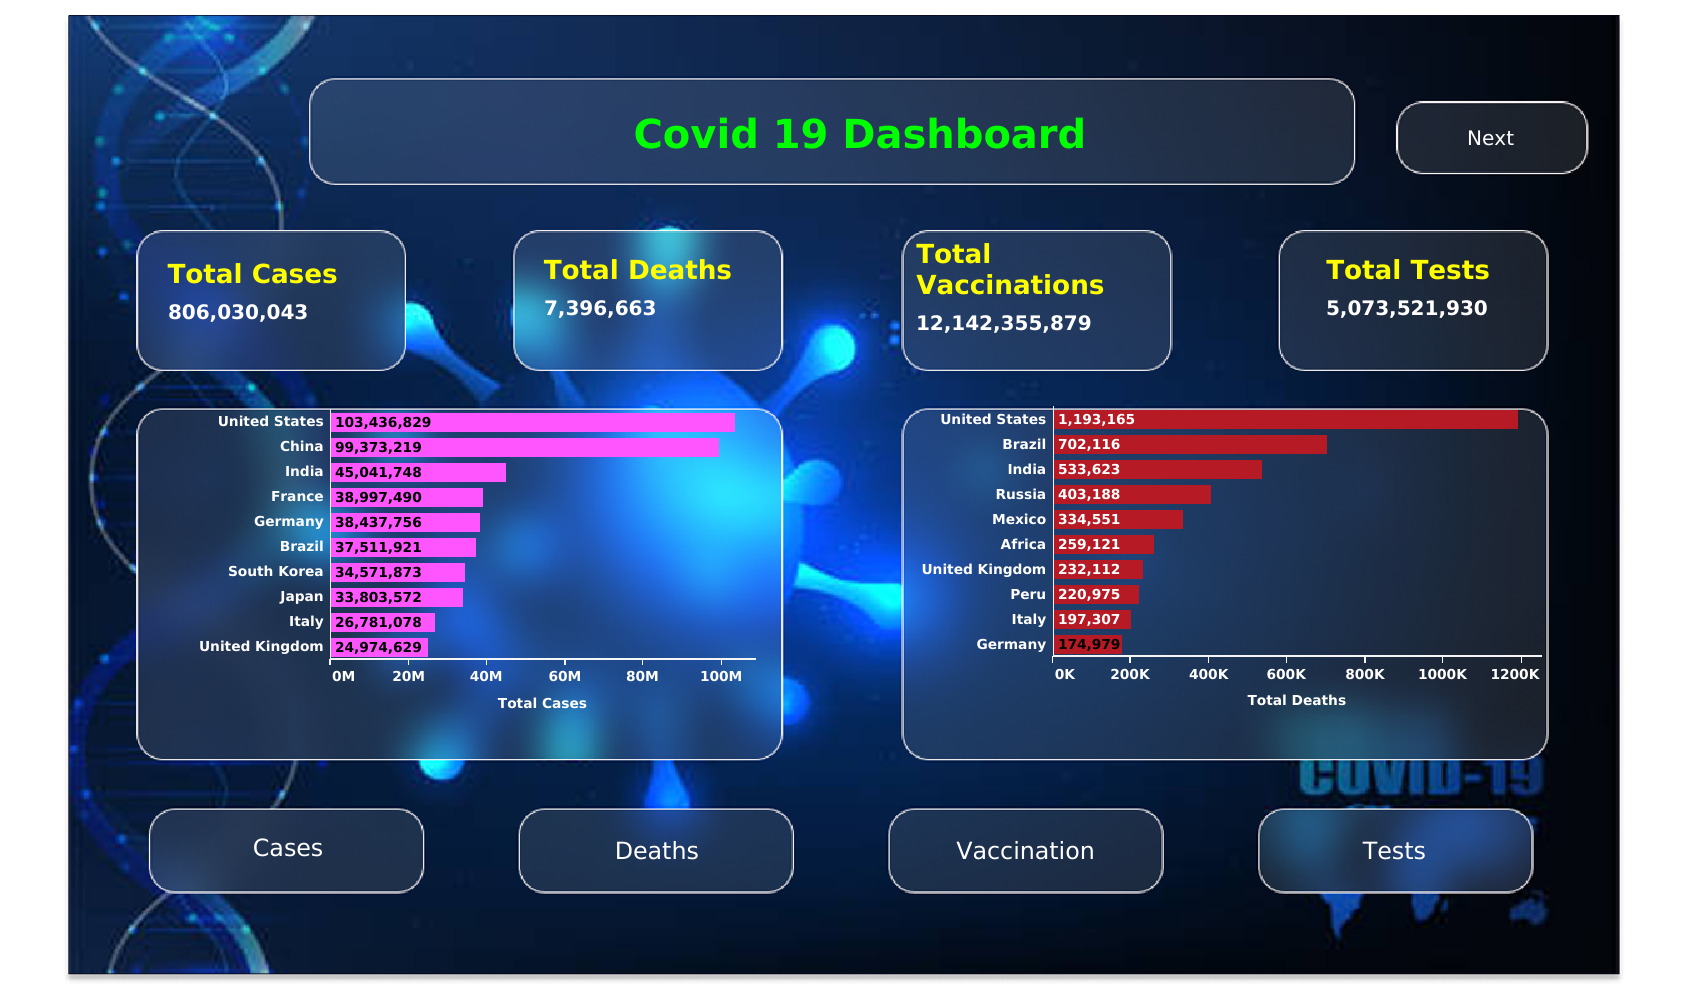 Covid 19 Dashboard
Next
Total Cases
806,030,043
Total Deaths
7,396,663
Total
Vaccinations
12,142,355,879
Total Tests
5,073,521,930
United States 103,436,829
China 99,373,219
India 45,041,748
France 38,997,490
Germany 38,437,756
Brazil 37,511,921
South Korea 34,571,873
Japan 33,803,572
Italy 26,781,078
United Kingdom 24,974,629
0M 20M 40M 60M 80M 100M
Total Cases
United States 1,193,165
Brazil 702,116
India 533,623
Russia 403,188
Mexico 334,551
Africa 259,121
United Kingdom 232,112
Peru 220,975
Italy 197,307
Germany 174,979
0K 200K 400K 600K 800K 1000K 1200K
Total Deaths
COVID-19
Cases
Deaths
Vaccination
Tests